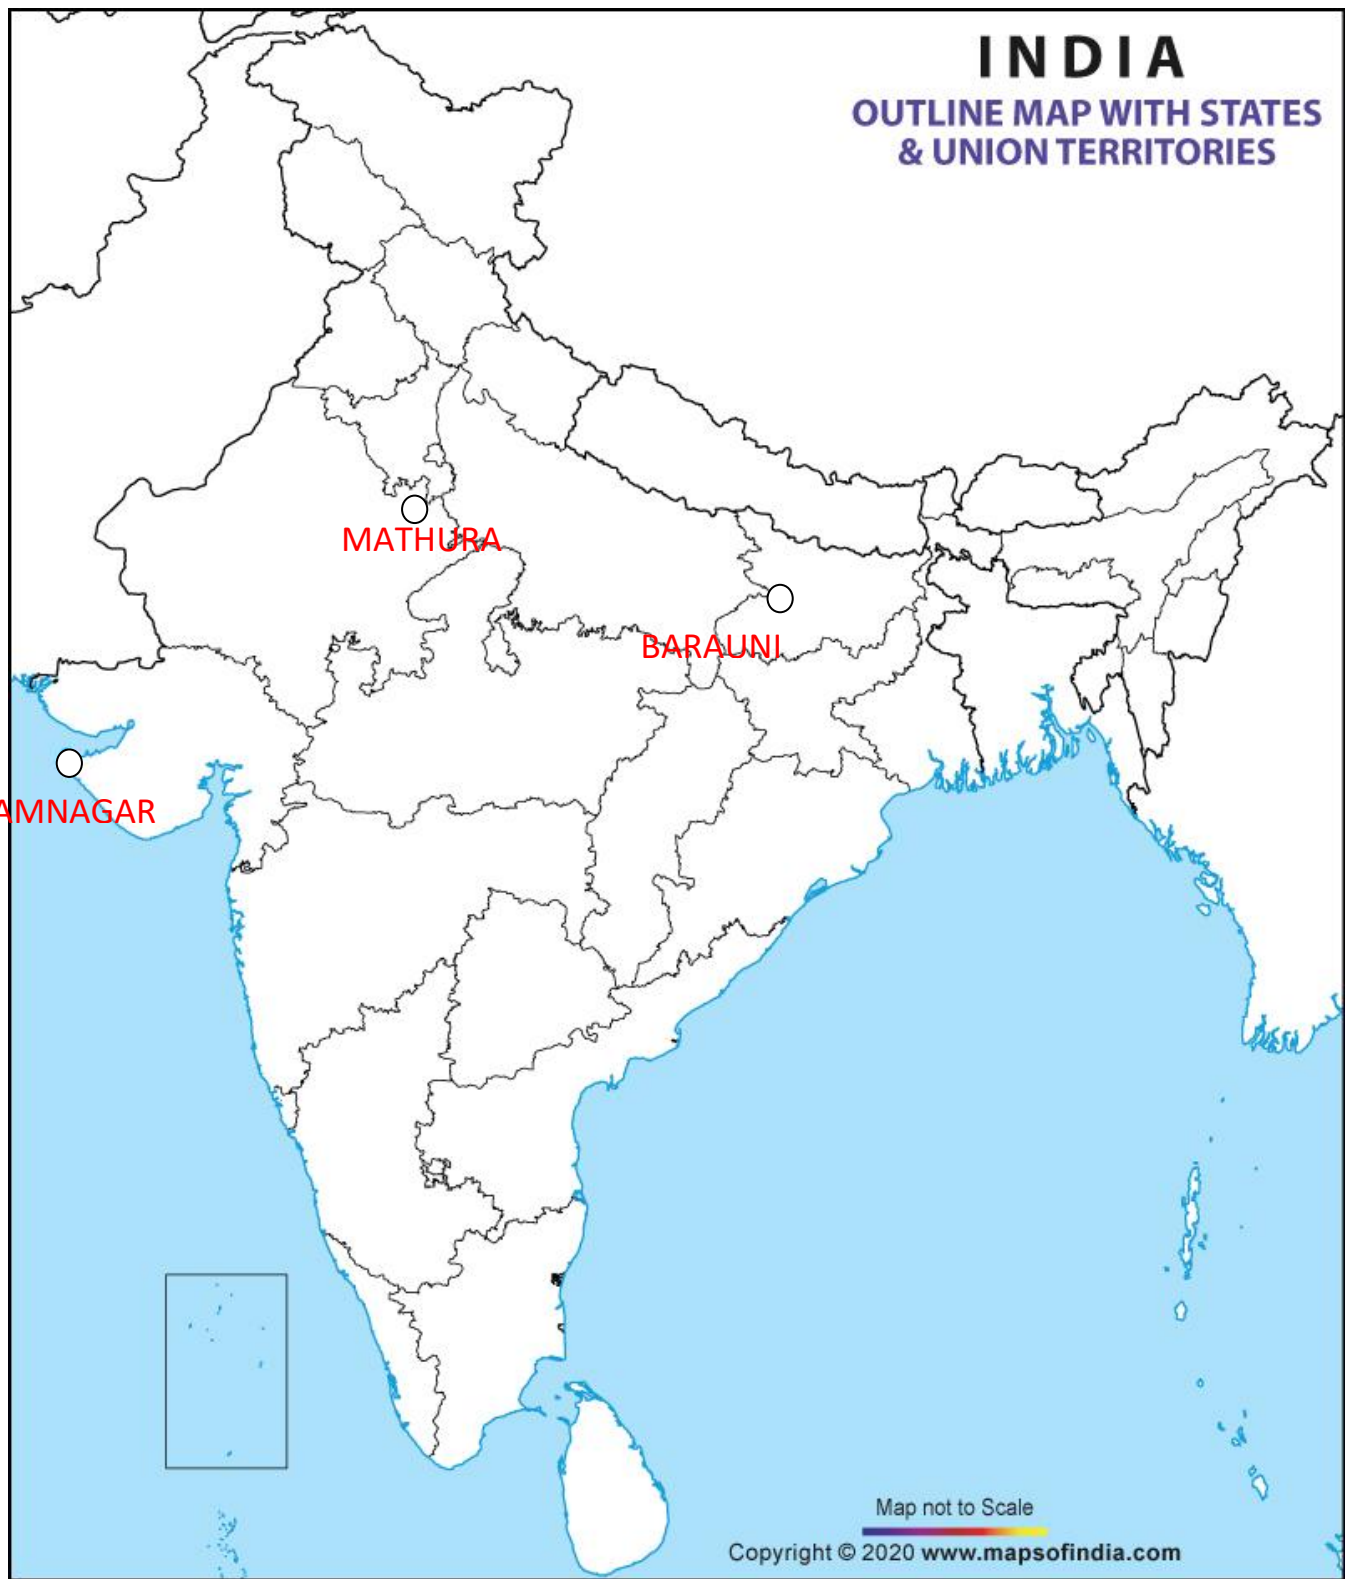 INDIA
OUTLINE MAP WITH STATES
& UNION TERRITORIES
MATHURA
BARAUNI
AMNAGAR
Map not to Scale
Copyright © 2020 www.mapsofindia.com